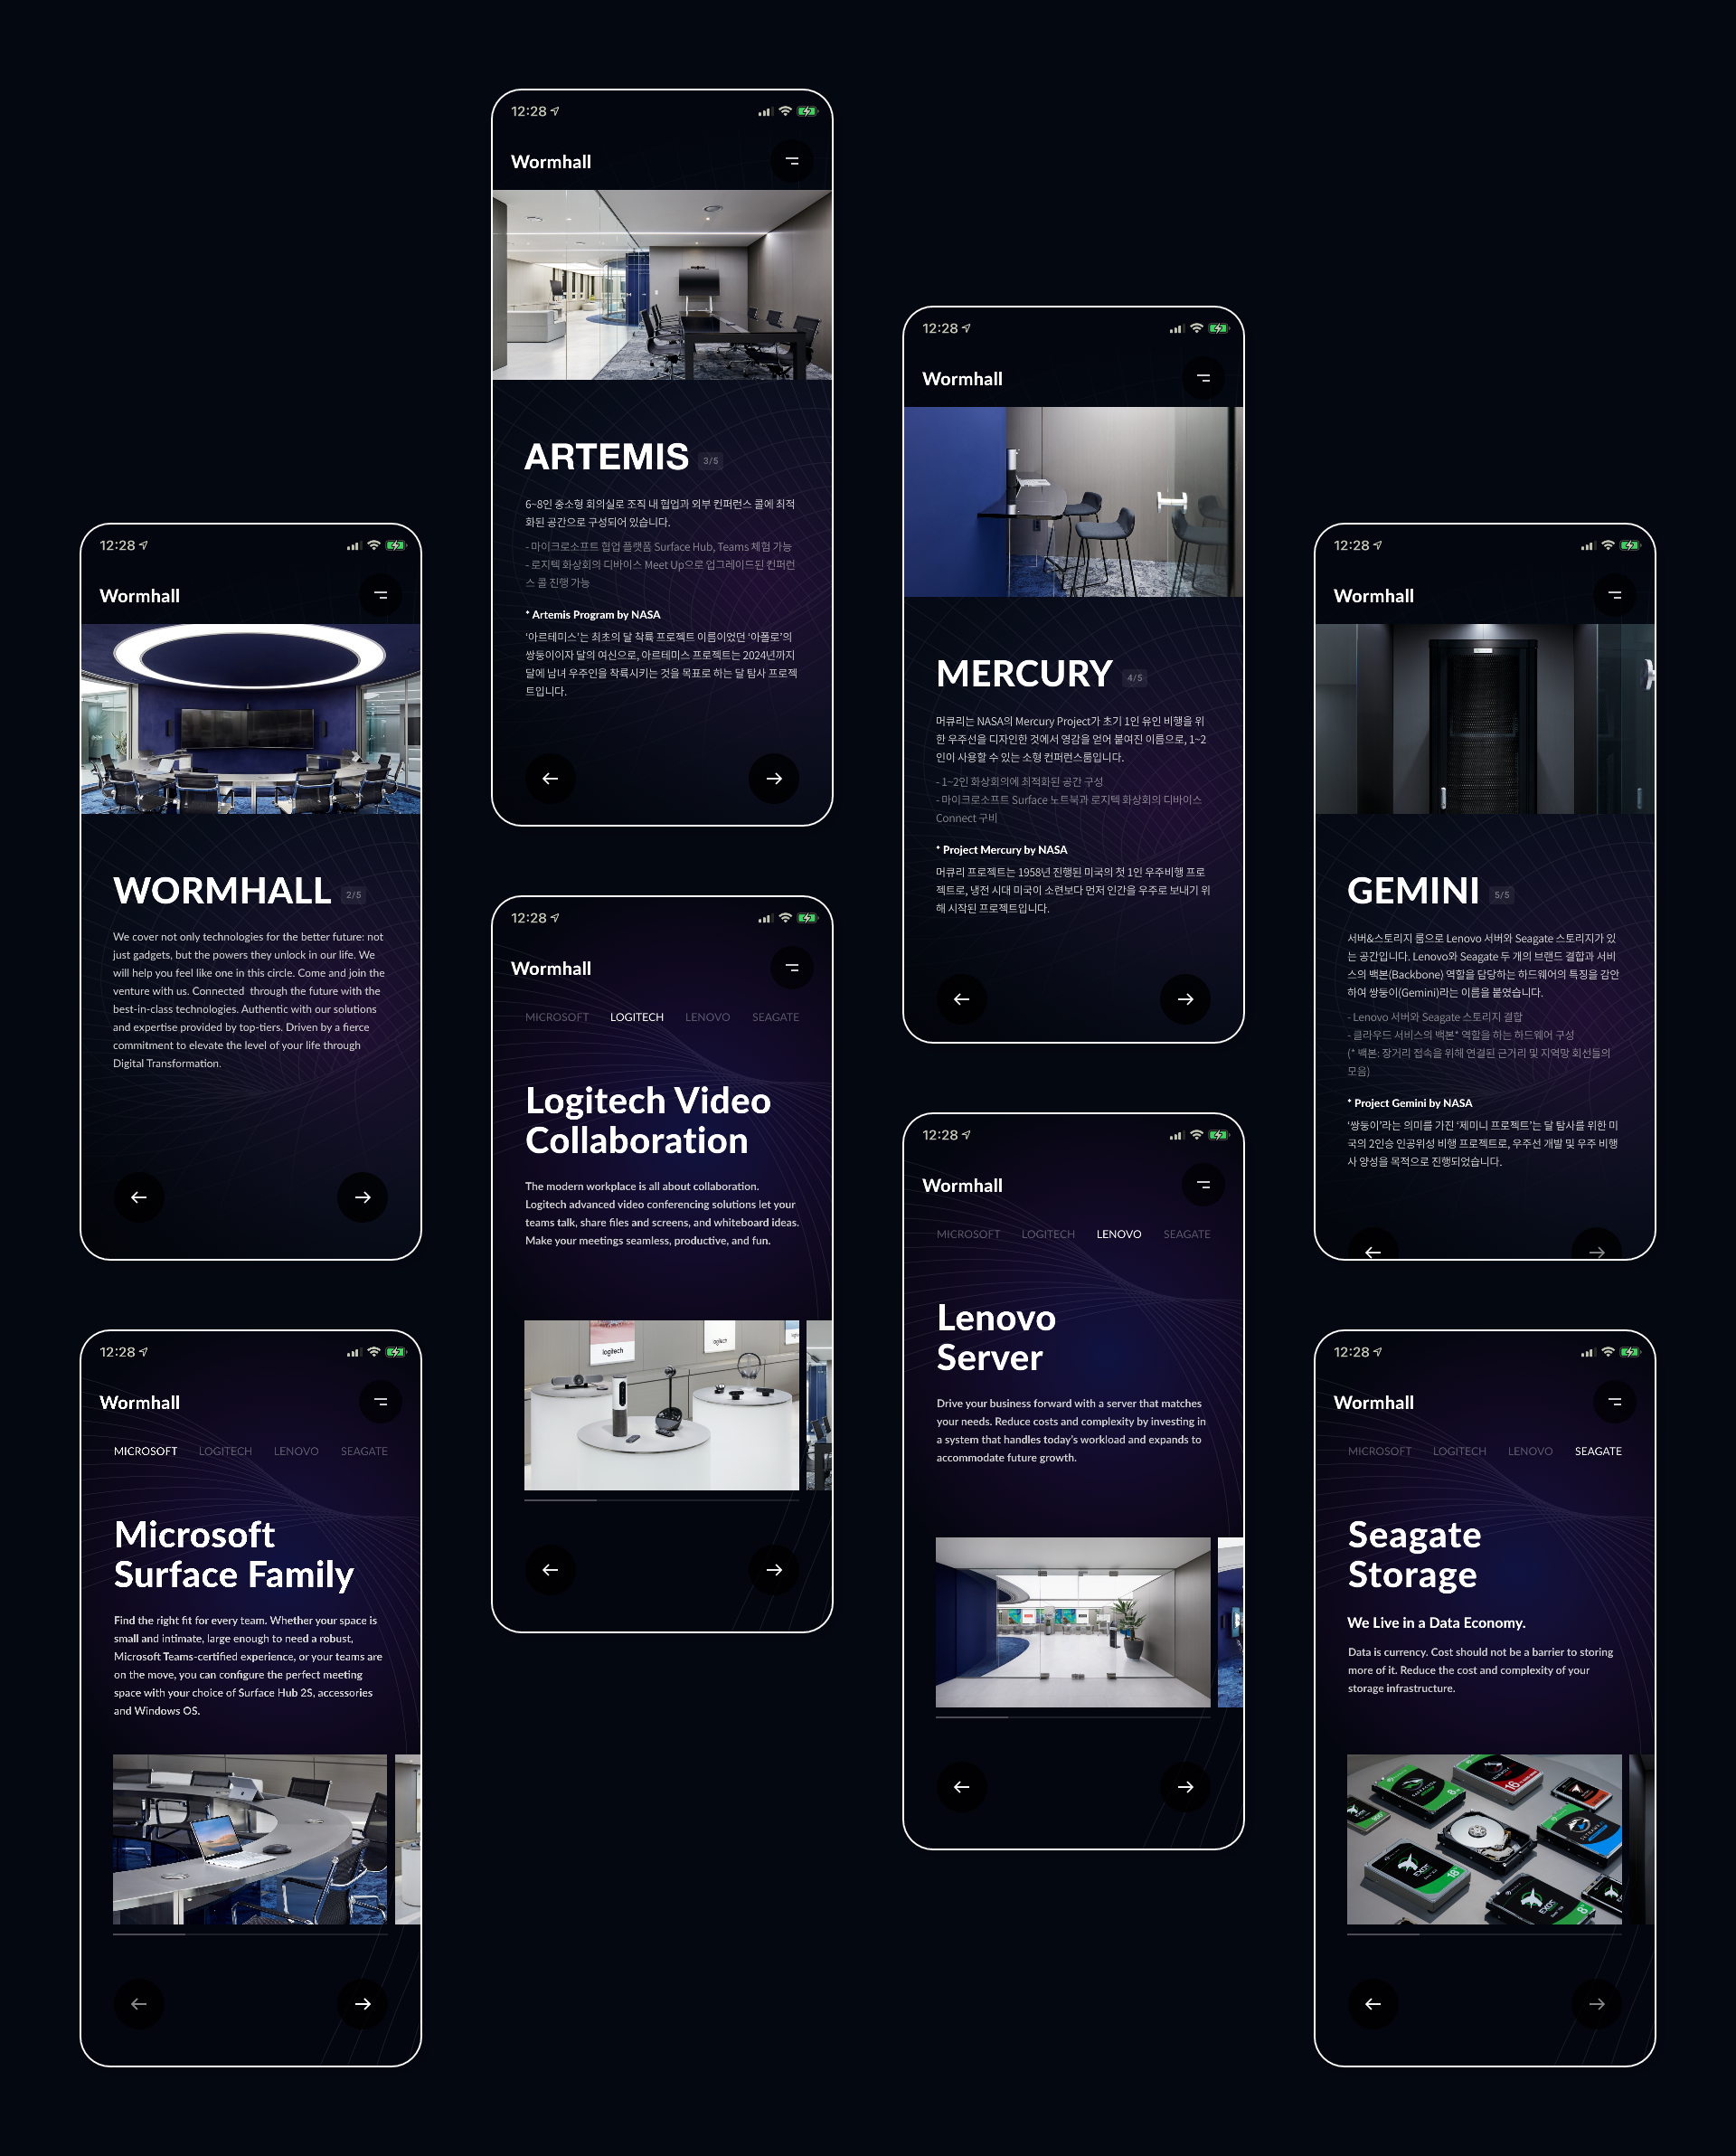 12:28
Wormhall
WORMHALL 2/5
We cover not only technologies for the better future: not
just gadgets, but the powers they unlock in our life. We
will help you feel like one in this circle. Come and join the
venture with us. Connected through the future with the
best-in-class technologies. Authentic with our solutions
and expertise provided by top-tiers. Driven by a fierce
commitment to elevate the level of your life through
Digital Transformation.
12:28
Wormhall
MICROSOFT LOGITECH LENOVO SEAGATE
Microsoft
Surface Family
Find the right fit for every team. Whether your space is
small and intimate, large enough to need a robust,
Microsoft Teams-certified experience, or your teams are
on the move, you can configure the perfect meeting
space with your choice of Surface Hub 2S, accessories
and Windows OS.
12:28
Wormhall
ARTEMIS 3/5
6~8인 중소형 회의실로 조직 내 협업과 외부 컨퍼런스 콜에 최적
화된 공간으로 구성되어 있습니다.
- 마이크로소프트 협업 플랫폼 Surface Hub, Teams 체험 가능
- 로지텍 화상회의 디바이스 Meet Up으로 업그레이드된 컨퍼런
스 콜 진행 가능
* Artemis Program by NASA
‘아르테미스’는 최초의 달 착륙 프로젝트 이름이었던 ‘아폴로’의
쌍둥이이자 달의 여신으로, 아르테미스 프로젝트는 2024년까지
달에 남녀 우주인을 착륙시키는 것을 목표로 하는 달 탐사 프로젝
트입니다.
12:28
Wormhall
MICROSOFT LOGITECH LENOVO SEAGATE
Logitech Video
Collaboration
The modern workplace is all about collaboration.
Logitech advanced video conferencing solutions let your
teams talk, share files and screens, and whiteboard ideas.
Make your meetings seamless, productive, and fun.
logitech
ogitech
12:28
Wormhall
MERCURY 4/5
머큐리는 NASA의 Mercury Project가 초기 1인 유인 비행을 위
한 우주선을 디자인한 것에서 영감을 얻어 붙여진 이름으로, 1~2
인이 사용할 수 있는 소형 컨퍼런스룸입니다.
- 1~2인 화상회의에 최적화된 공간 구성
- 마이크로소프트 Surface 노트북과 로지텍 화상회의 디바이스
Connect 구비
* Project Mercury by NASA
머큐리 프로젝트는 1958년 진행된 미국의 첫 1인 우주비행 프로
젝트로, 냉전 시대 미국이 소련보다 먼저 인간을 우주로 보내기 위
해 시작된 프로젝트입니다.
12:28
Wormhall
MICROSOFT LOGITECH LENOVO SEAGATE
Lenovo
Server
Drive your business forward with a server that matches
your needs. Reduce costs and complexity by investing in
a system that handles today's workload and expands to
accommodate future growth.
12:28
Wormhall
GEMINI 5/5
서버&스토리지 룸으로 Lenovo 서버와 Seagate 스토리지가 있
는 공간입니다. Lenovo와 Seagate 두 개의 브랜드 결합과 서비
스의 백본(Backbone) 역할을 담당하는 하드웨어의 특징을 감안
하여 쌍둥이(Gemini)라는 이름을 붙였습니다.
- Lenovo 서버와 Seagate 스토리지 결합
- 클라우드 서비스의 백본* 역할을 하는 하드웨어 구성
(* 백본: 장거리 접속을 위해 연결된 근거리 및 지역망 회선들의
모음)
* Project Gemini by NASA
‘쌍둥이’라는 의미를 가진 ‘제미니 프로젝트’는 달 탐사를 위한 미
국의 2인승 인공위성 비행 프로젝트로, 우주선 개발 및 우주 비행
사 양성을 목적으로 진행되었습니다.
12:28
Wormhall
MICROSOFT LOGITECH LENOVO SEAGATE
Seagate
Storage
We Live in a Data Economy.
Data is currency. Cost should not be a barrier to storing
more of it. Reduce the cost and complexity of your
storage infrastructure.
16
EXOS
18
EXOS
8